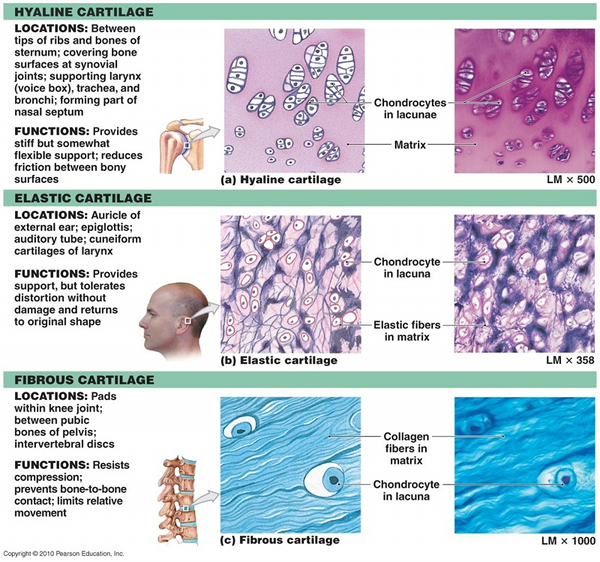 HYALINE CARTILAGE
LOCATIONS: Between
tips of ribs and bones of
sternum; covering bone
surfaces at synovial
joints; supporting larynx
(voice box), trachea, and
bronchi; forming part of
nasal septum
FUNCTIONS: Provides
stiff but somewhat
flexible support; reduces
friction between bony
surfaces
Chondrocytes
in lacunae
Matrix
(a) Hyaline cartilage
LM × 500
ELASTIC CARTILAGE
LOCATIONS: Auricle of
external ear; epiglottis;
auditory tube; cuneiform
cartilages of larynx
FUNCTIONS: Provides
support, but tolerates
distortion without
damage and returns
to original shape
Chondrocyte
in lacuna
Elastic fibers
in matrix
(b) Elastic cartilage
LM × 358
FIBROUS CARTILAGE
LOCATIONS: Pads
within knee joint;
between pubic
bones of pelvis;
intervertebral discs
FUNCTIONS: Resists
compression;
prevents bone-to-bone
contact; limits relative
movement
Collagen
fibers in
matrix
Chondrocyte
in lacuna
(c) Fibrous cartilage
LM × 1000
Copyright © 2010 Pearson Education, Inc.